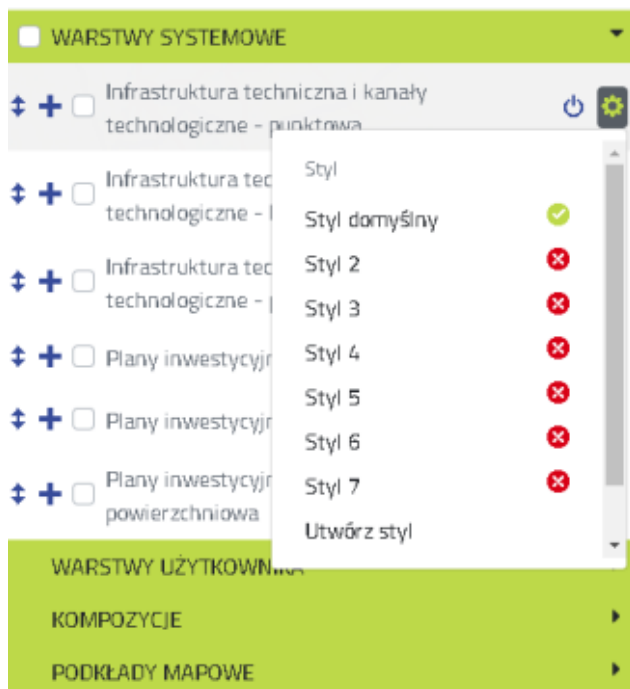 WARSTWY SYSTEMOWE
Infrastruktura techniczna i kanały
technologiczne - punktowa
Infrastruktura tec
technologiczne -
Infrastruktura tec
technologiczne -
Plany inwestycyjn
Plany inwestycyjn
Plany inwestycyjn
powierzchniowa
Styl
Styl domyślny
Styl 2
Styl 3
Styl 4
Styl 5
Styl 6
Styl 7
Utwórz styl
WARSTWY UŻYTKOWNIKA
KOMPOZYCJE
PODKŁADY MAPOWE